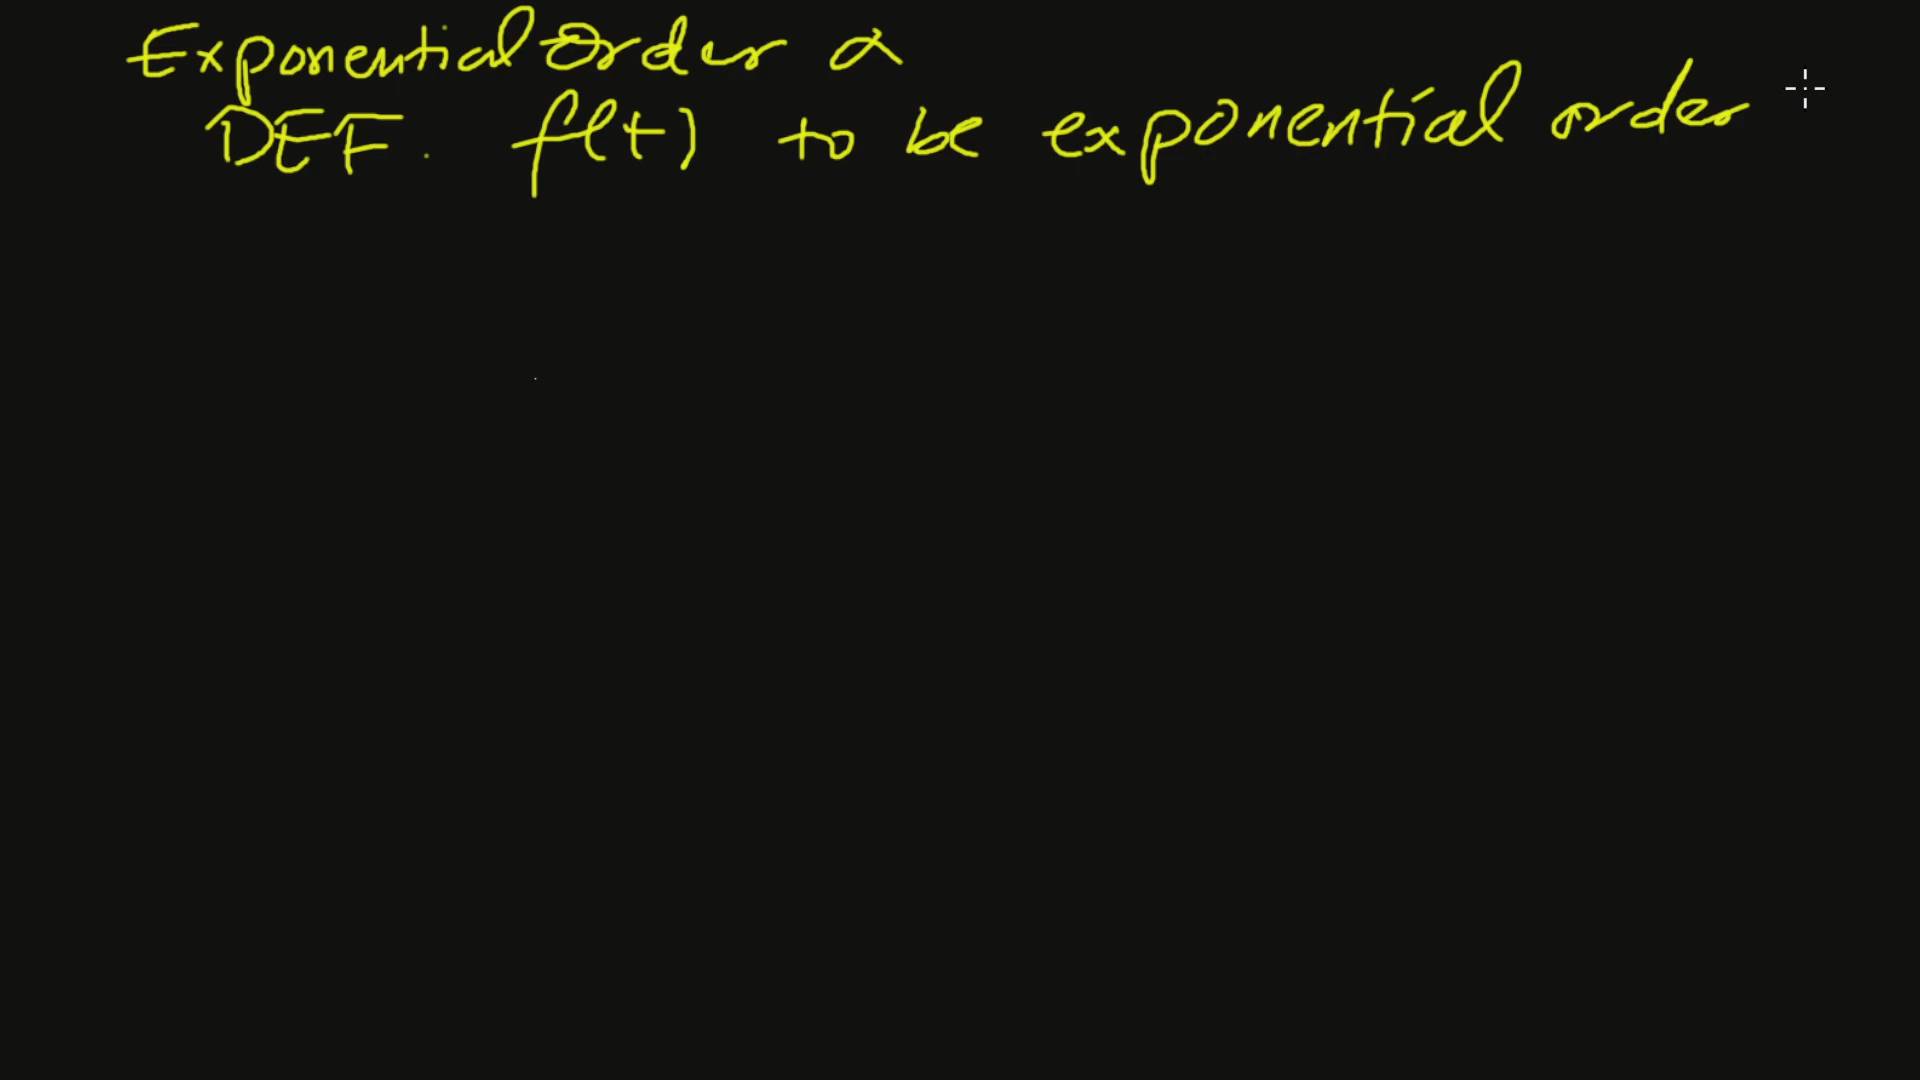 Exponential Order α
DEF. f(t) to be exponential order